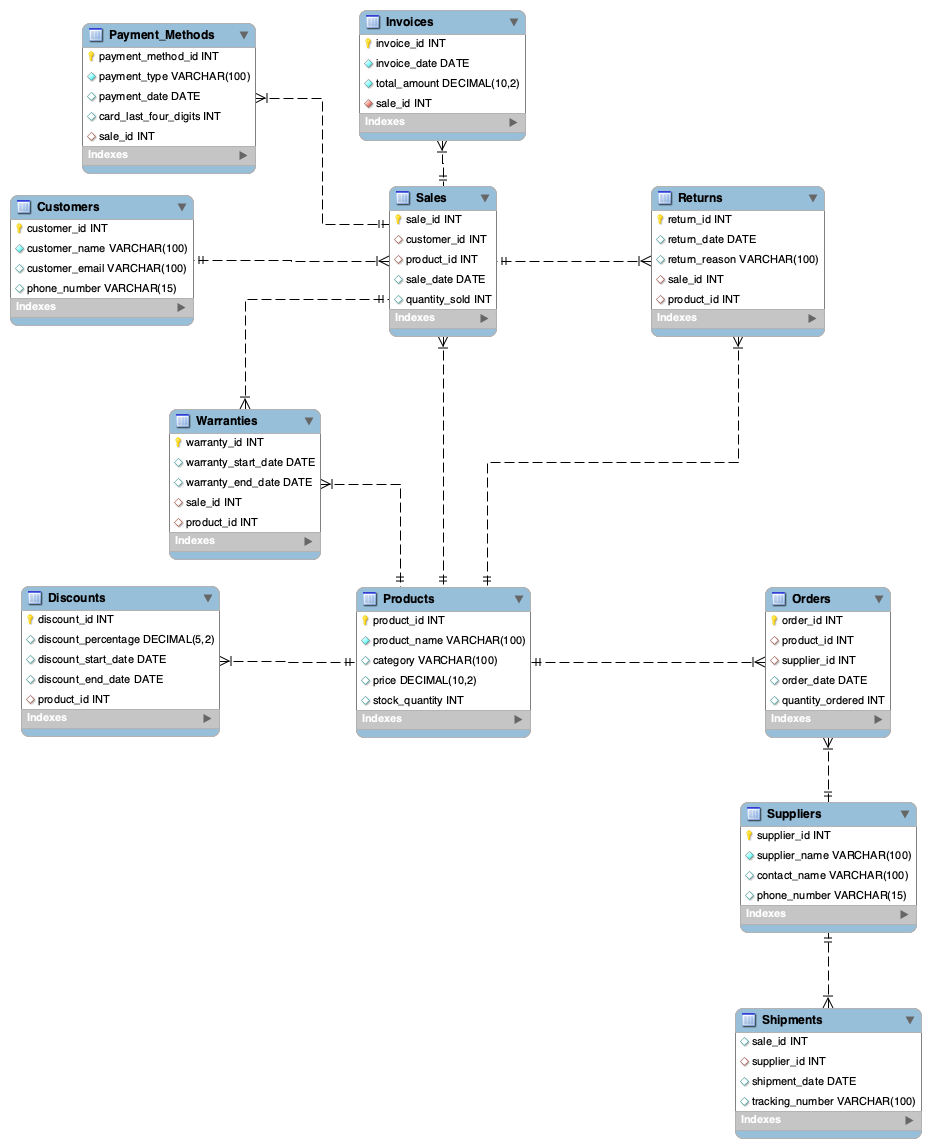 Payment_Methods
payment_method_id INT
payment_type VARCHAR(100)
payment_date DATE
card_last_four_digits INT
sale_id INT
Indexes
Invoices
invoice_id INT
invoice_date DATE
total_amount DECIMAL(10,2)
sale_id INT
Indexes
Customers
customer_id INT
customer_name VARCHAR(100)
customer_email VARCHAR(100)
phone_number VARCHAR(15)
Indexes
Sales
sale_id INT
customer_id INT
product_id INT
sale_date DATE
quantity_sold INT
Indexes
Returns
return_id INT
return_date DATE
return_reason VARCHAR(100)
sale_id INT
product_id INT
Indexes
Warranties
warranty_id INT
warranty_start_date DATE
warranty_end_date DATE
sale_id INT
product_id INT
Indexes
Discounts
discount_id INT
discount_percentage DECIMAL(5,2)
discount_start_date DATE
discount_end_date DATE
product_id INT
Indexes
Products
product_id INT
product_name VARCHAR(100)
category VARCHAR(100)
price DECIMAL(10,2)
stock_quantity INT
Indexes
Orders
order_id INT
product_id INT
supplier_id INT
order_date DATE
quantity_ordered INT
Indexes
Suppliers
supplier_id INT
supplier_name VARCHAR(100)
contact_name VARCHAR(100)
phone_number VARCHAR(15)
Indexes
Shipments
sale_id INT
supplier_id INT
shipment_date DATE
tracking_number VARCHAR(100)
Indexes